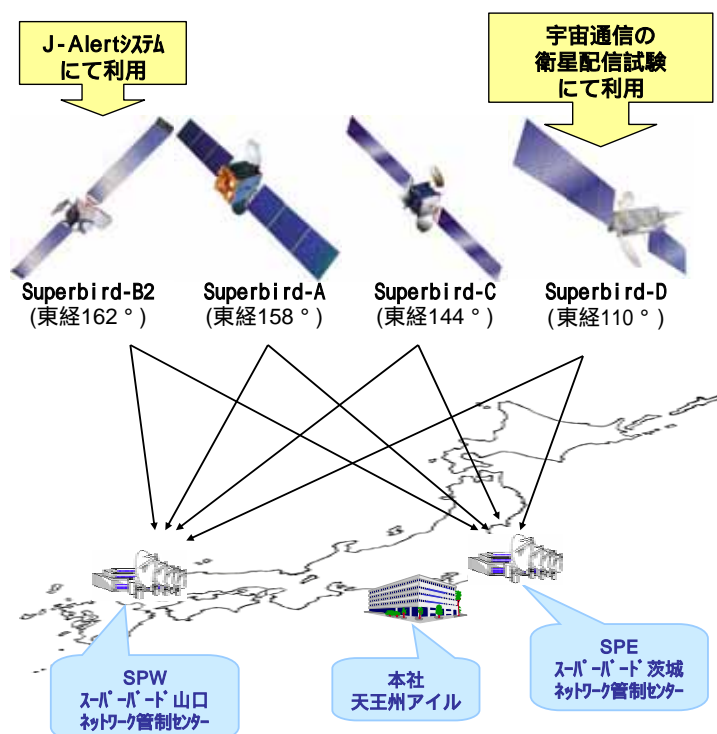 J-Alertｼｽﾃﾑ
にて利用
宇宙通信の
衛星配信試験
にて利用
Superbird-B2
(東経162°)
Superbird-A
(東経158°)
Superbird-C
(東経144°)
Superbird-D
(東経110°)
SPW
ｽｰﾊﾟｰﾊﾞｰﾄﾞ山口
ﾈｯﾄﾜｰｸ管制ｾﾝﾀｰ
本社
天王州アイル
SPE
ｽｰﾊﾟｰﾊﾞｰﾄﾞ茨城
ﾈｯﾄﾜｰｸ管制ｾﾝﾀｰ